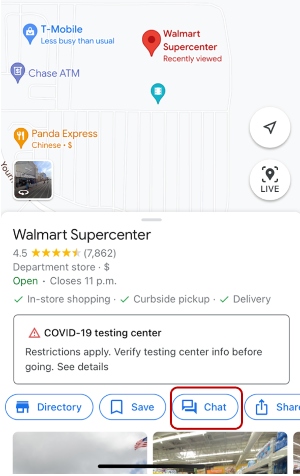 T-Mobile
Less busy than usual
Walmart
Supercenter
Recently viewed
Chase ATM
Panda Express
Chinese • $
LIVE
Walmart Supercenter
4.5 (7,862)
Department store · $
Open • Closes 11 p.m.
In-store shopping · Curbside pickup · Delivery
COVID-19 testing center
Restrictions apply. Verify testing center info before
going. See details
Directory
Save
Chat
Share